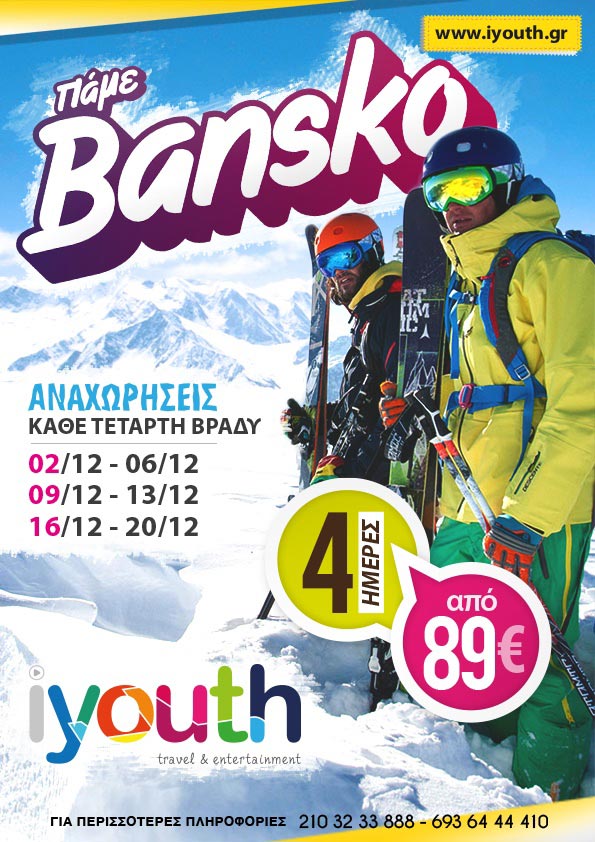 www.iyouth.gr
Πάμε
Bansko
ΑΝΑΧΩΡΗΣΕΙΣ
ΚΑΘΕ ΤΕΤΑΡΤΗ ΒΡΑΔΥ
02/12 - 06/12
09/12 - 13/12
16/12 - 20/12
4 ΗΜΕΡΕΣ
από
89€
iyouth
travel & entertainment
ΓΙΑ ΠΕΡΙΣΣΟΤΕΡΕΣ ΠΛΗΡΟΦΟΡΙΕΣ 210 32 33 888 - 693 64 44 410
DESCENTE